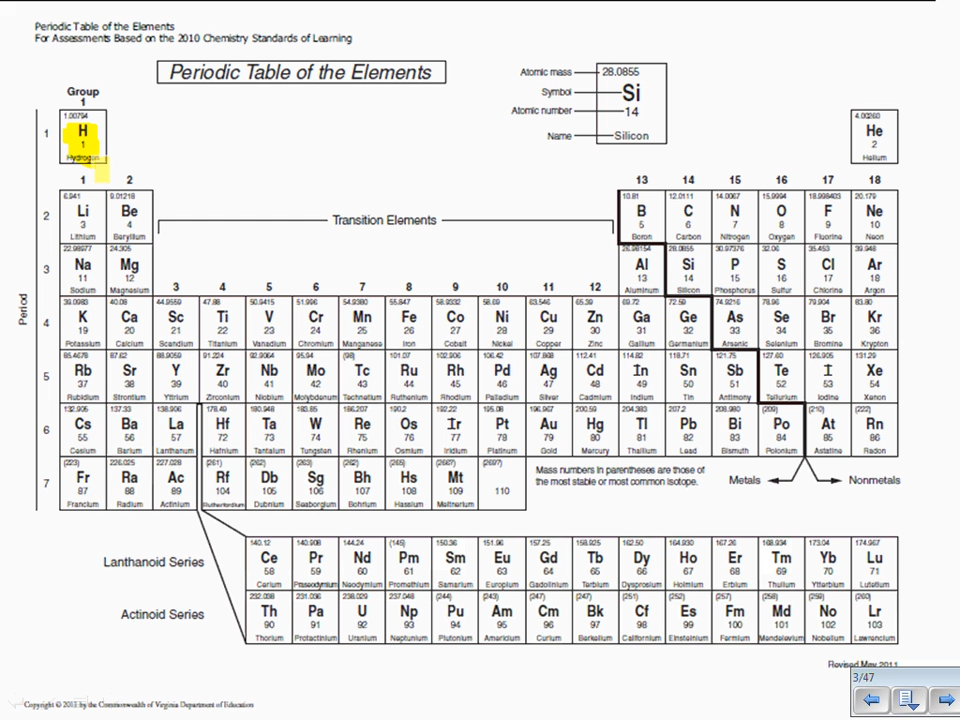 Periodic Table of the Elements
For Assessments Based on the 2010 Chemistry Standards of Learning
Periodic Table of the Elements
Atomic mass 28.0855
Symbol Si
Atomic number 14
Name Silicon
Group
1
Period
1
1.00794 4.00260
H He
1 2
Hydrogen Helium
1 2 13 14 15 16 17 18
2
6.941 9.01218 10.81 12.0111 14.0067 15.9994 18.998403 20.179
Li Be B C N O F Ne
3 4 5 6 7 8 9 10
Lithium Beryllium Boron Carbon Nitrogen Oxygen Fluorine Neon
Transition Elements
3
22.98977 24.305 26.98154 28.0855 30.97376 32.06 35.453 39.948
Na Mg Al Si P S Cl Ar
11 12 13 14 15 16 17 18
Sodium Magnesium Aluminum Silicon Phosphorus Sulfur Chlorine Argon
3 4 5 6 7 8 9 10 11 12
4
39.0983 40.08 44.9559 47.88 50.9415 51.996 54.9380 55.847 58.9332 58.69 63.546 65.39 69.72 72.59 74.9216 78.96 79.904 83.80
K Ca Sc Ti V Cr Mn Fe Co Ni Cu Zn Ga Ge As Se Br Kr
19 20 21 22 23 24 25 26 27 28 29 30 31 32 33 34 35 36
Potassium Calcium Scandium Titanium Vanadium Chromium Manganese Iron Cobalt Nickel Copper Zinc Gallium Germanium Arsenic Selenium Bromine Krypton
5
85.4678 87.62 88.9059 91.224 92.9064 95.94 (98) 101.07 102.906 106.42 107.868 112.41 114.82 118.71 121.75 127.60 126.905 131.29
Rb Sr Y Zr Nb Mo Tc Ru Rh Pd Ag Cd In Sn Sb Te I Xe
37 38 39 40 41 42 43 44 45 46 47 48 49 50 51 52 53 54
Rubidium Strontium Yttrium Zirconium Niobium Molybdenum Technetium Ruthenium Rhodium Palladium Silver Cadmium Indium Tin Antimony Tellurium Iodine Xenon
6
132.905 137.33 138.906 178.49 180.948 183.85 186.207 190.2 192.22 195.08 196.967 200.59 204.383 207.2 208.980 (209) (210) (222)
Cs Ba La Hf Ta W Re Os Ir Pt Au Hg Tl Pb Bi Po At Rn
55 56 57 72 73 74 75 76 77 78 79 80 81 82 83 84 85 86
Cesium Barium Lanthanum Hafnium Tantalum Tungsten Rhenium Osmium Iridium Platinum Gold Mercury Thallium Lead Bismuth Polonium Astatine Radon
7
(223) 226.025 227.028 (261) (262) (263) (262) (265) (266?) (269?)
Fr Ra Ac Rf Db Sg Bh Hs Mt
87 88 89 104 105 106 107 108 109 110
Francium Radium Actinium Rutherfordium Dubnium Seaborgium Bohrium Hassium Meitnerium
Mass numbers in parentheses are those of
the most stable or most common isotope.
Metals Nonmetals
Lanthanoid Series
140.12 140.908 144.24 (145) 150.36 151.96 157.25 158.925 162.50 164.930 167.26 168.934 173.04 174.967
Ce Pr Nd Pm Sm Eu Gd Tb Dy Ho Er Tm Yb Lu
58 59 60 61 62 63 64 65 66 67 68 69 70 71
Cerium Praseodymium Neodymium Promethium Samarium Europium Gadolinium Terbium Dysprosium Holmium Erbium Thulium Ytterbium Lutetium
Actinoid Series
232.038 231.036 238.029 237.048 (244) (243) (247) (247) (251) (252) (257) (258) (259) (260)
Th Pa U Np Pu Am Cm Bk Cf Es Fm Md No Lr
90 91 92 93 94 95 96 97 98 99 100 101 102 103
Thorium Protactinium Uranium Neptunium Plutonium Americium Curium Berkelium Californium Einsteinium Fermium Mendelevium Nobelium Lawrencium
Revised May 2011
3/47
Copyright © 2011 by the Commonwealth of Virginia Department of Education